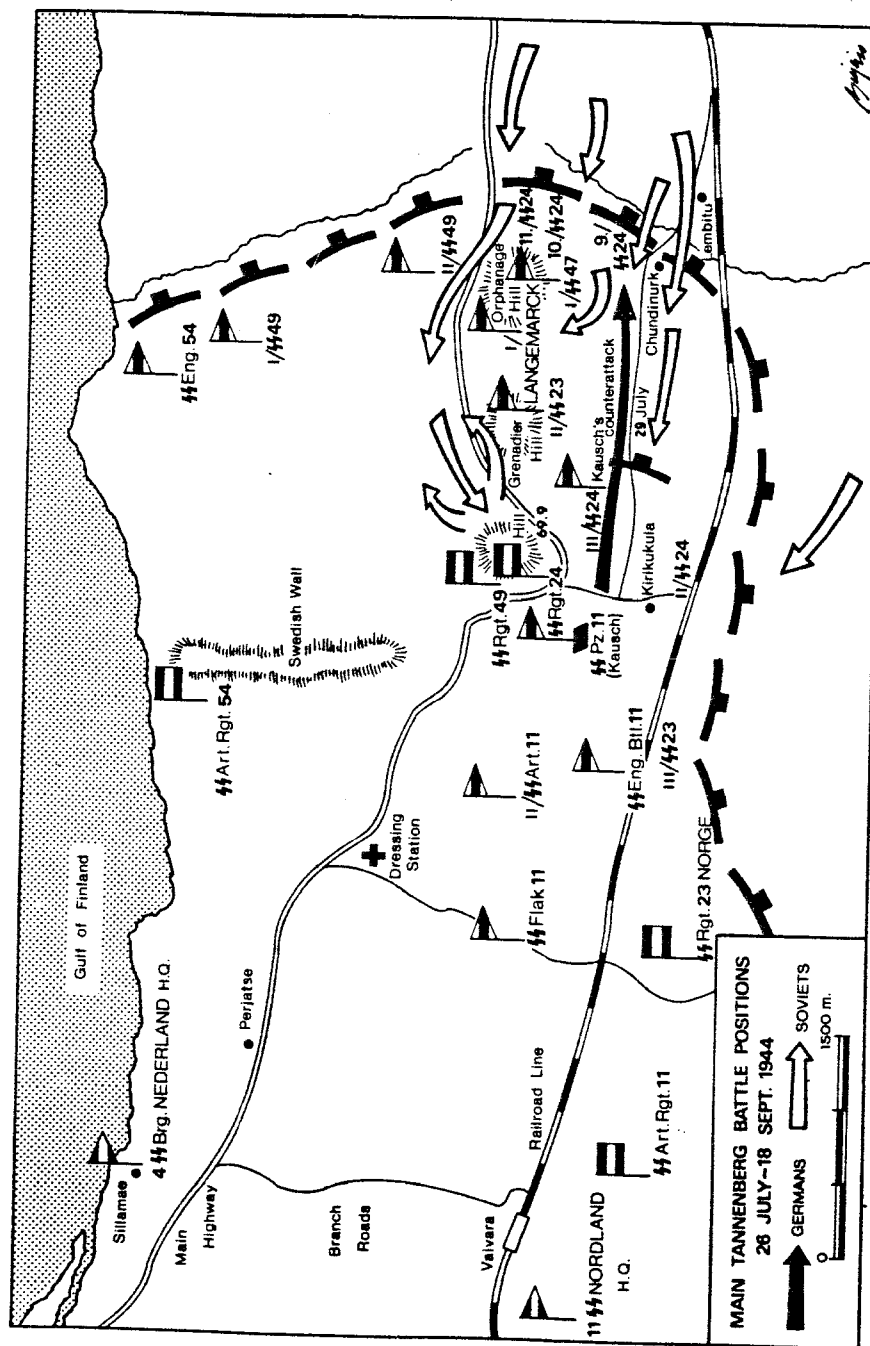 Gulf of Finland
Sillamae
4 SS Brg. NEDERLAND H.Q.
Main
Highway
Perjatse
Branch
Roads
Vaivara
Railroad Line
11 SS NORDLAND
H.Q.
SS Art.Rgt.11
SS Rgt.23 NORGE
SS Flak 11
Dressing
Station
II/SS Art.11
SS Eng.Btl.11
III/SS 23
SS Art.Rgt.54
Swedish Wall
SS Rgt.49
SS Rgt.24
SS Pz.11
(Kausch)
Kirikukula
II/SS 24
Hill
69.9
III/SS 24
Kausch's
Counterattack
29 July
Grenadier
Hill
II/SS 23
LANGEMARCK
I/
Orphanage
Hill
I/SS 47
11./SS 24
10./SS 24
9./
SS 24
Chundinurk
Lembitu
SS Eng.54
I/SS 49
II/SS 49
MAIN TANNENBERG BATTLE POSITIONS
26 JULY-18 SEPT. 1944
GERMANS
SOVIETS
0
1500 m.